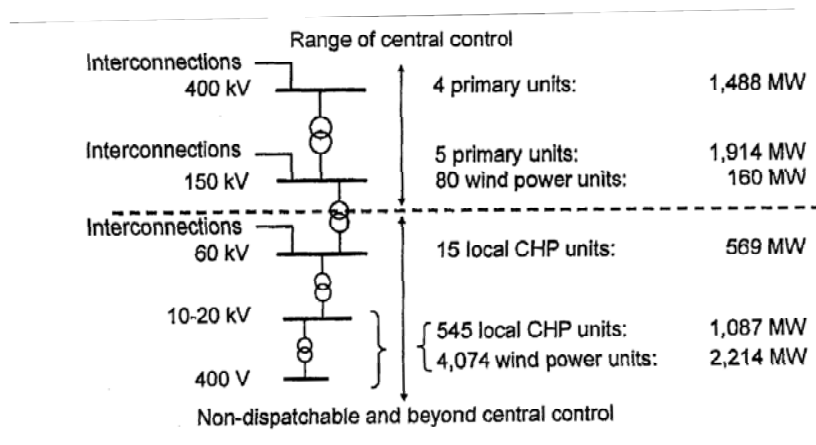 Range of central control
Interconnections
400 kV
4 primary units: 1,488 MW
Interconnections
150 kV
5 primary units: 1,914 MW
80 wind power units: 160 MW
Interconnections
60 kV
15 local CHP units: 569 MW
10-20 kV
545 local CHP units: 1,087 MW
4,074 wind power units: 2,214 MW
400 V
Non-dispatchable and beyond central control